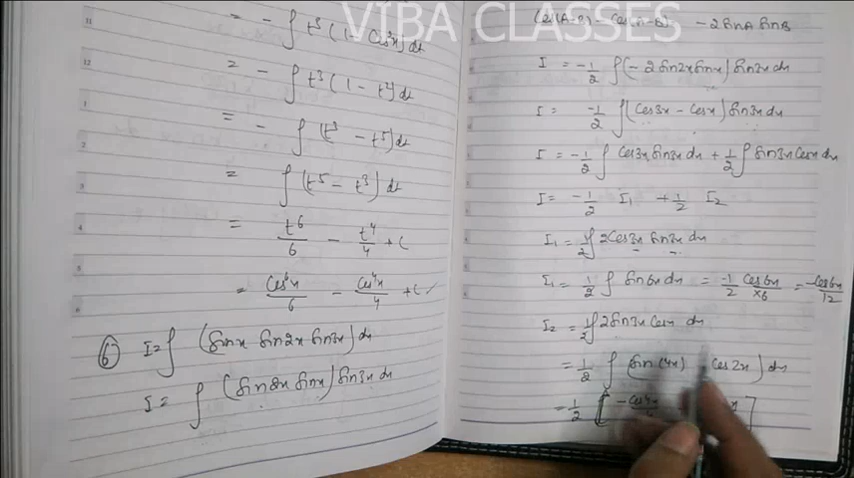 VIBA CLASSES
= - ∫ t³ (1 - Cos²x) dt
= - ∫ t³ (1 - t²) dt
= - ∫ (t³ - t⁵) dt
= ∫ (t⁵ - t³) dt
= t⁶/6 - t⁴/4 + C
= Cos⁶x/6 - Cos⁴x/4 + C
⑥ I = ∫ (Sinx Sin2x Sin3x) dx
I = ∫ (Sin2x Sinx) Sin3x dx
- 2 SinA SinB
I = -1/2 ∫ (-2 Sin2x Sinx) Sin3x dx
I = -1/2 ∫ (Cos3x - Cosx) Sin3x dx
I = -1/2 ∫ Cos3x Sin3x dx + 1/2 ∫ Sin3x Cosx dx
I = -1/2 I₁ + 1/2 I₂
I₁ = 1/2 ∫ 2Cos3x Sin3x dx
I₁ = 1/2 ∫ Sin6x dx = -1/2 Cos6x/×6 = -Cos6x/12
I₂ = 1/2 ∫ 2Sin3x Cosx dx
= 1/2 ∫ (Sin(4x) Cos2x) dx
= 1/2 [ -Cos4x/4